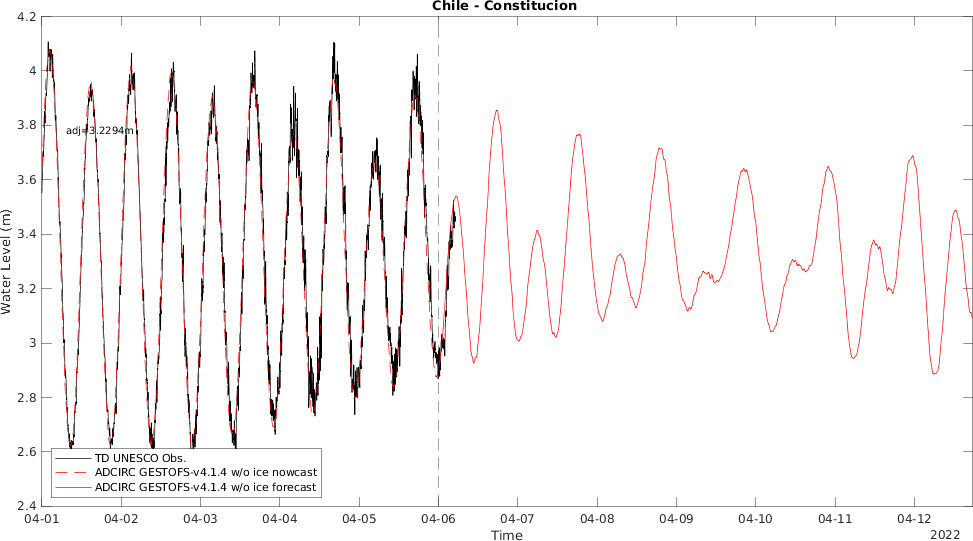 Chile - Constitucion
4.2
4
3.8
3.6
3.4
3.2
3
2.8
2.6
2.4
Water Level (m)
adj=3.2294m
TD UNESCO Obs.
ADCIRC GESTOFS-v4.1.4 w/o ice nowcast
ADCIRC GESTOFS-v4.1.4 w/o ice forecast
04-01 04-02 04-03 04-04 04-05 04-06 04-07 04-08 04-09 04-10 04-11 04-12
Time
2022